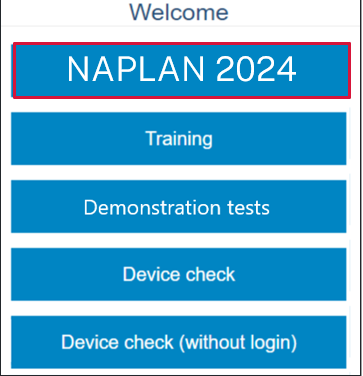 Welcome
NAPLAN 2024
Training
Demonstration tests
Device check
Device check (without login)